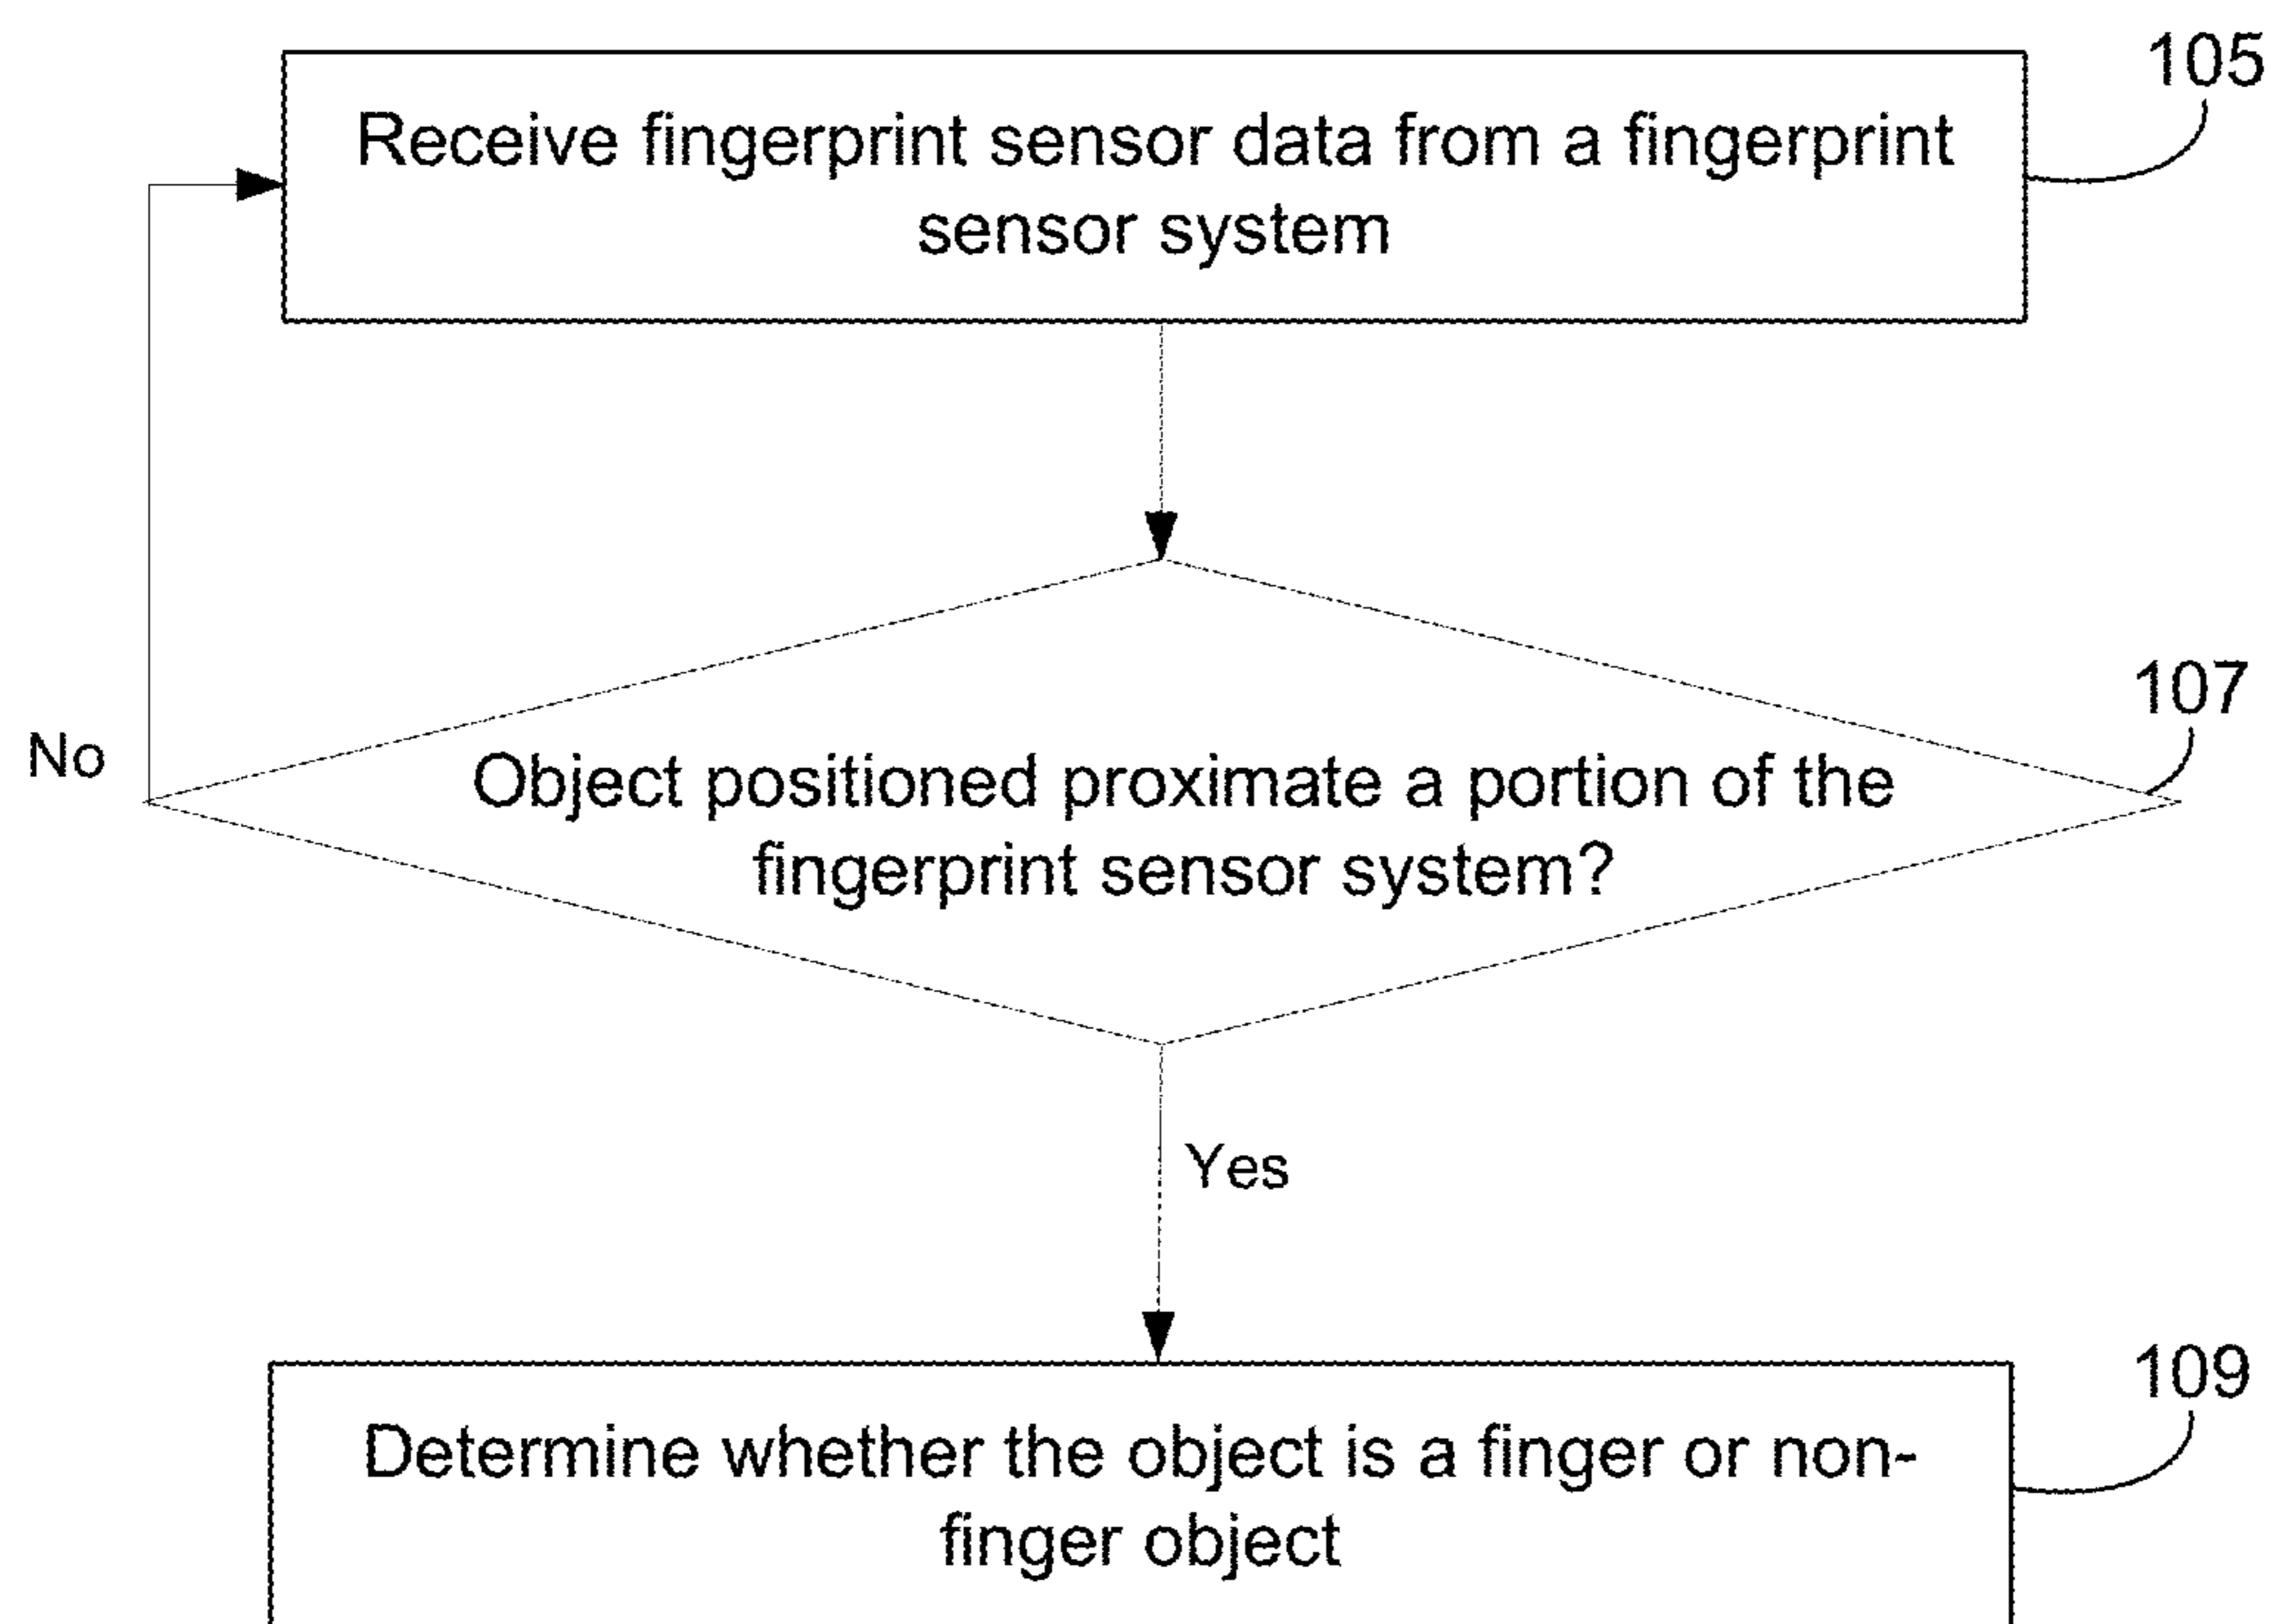 105
Receive fingerprint sensor data from a fingerprint
sensor system
107
No
Object positioned proximate a portion of the
fingerprint sensor system?
Yes
109
Determine whether the object is a finger or non-
finger object